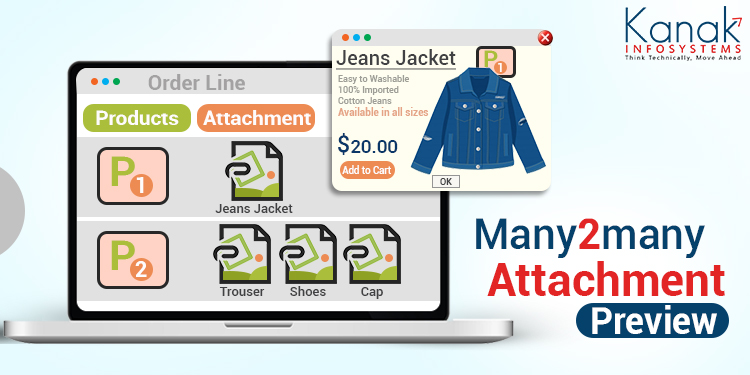 Kanak
INFOSYSTEMS
Think Technically, Move Ahead
Order Line
Products Attachment
P1
Jeans Jacket
P2
Trouser Shoes Cap
Jeans Jacket
P1
Easy to Washable
100% Imported
Cotton Jeans
Available in all sizes
$20.00
Add to Cart
OK
Many2many
Attachment
Preview